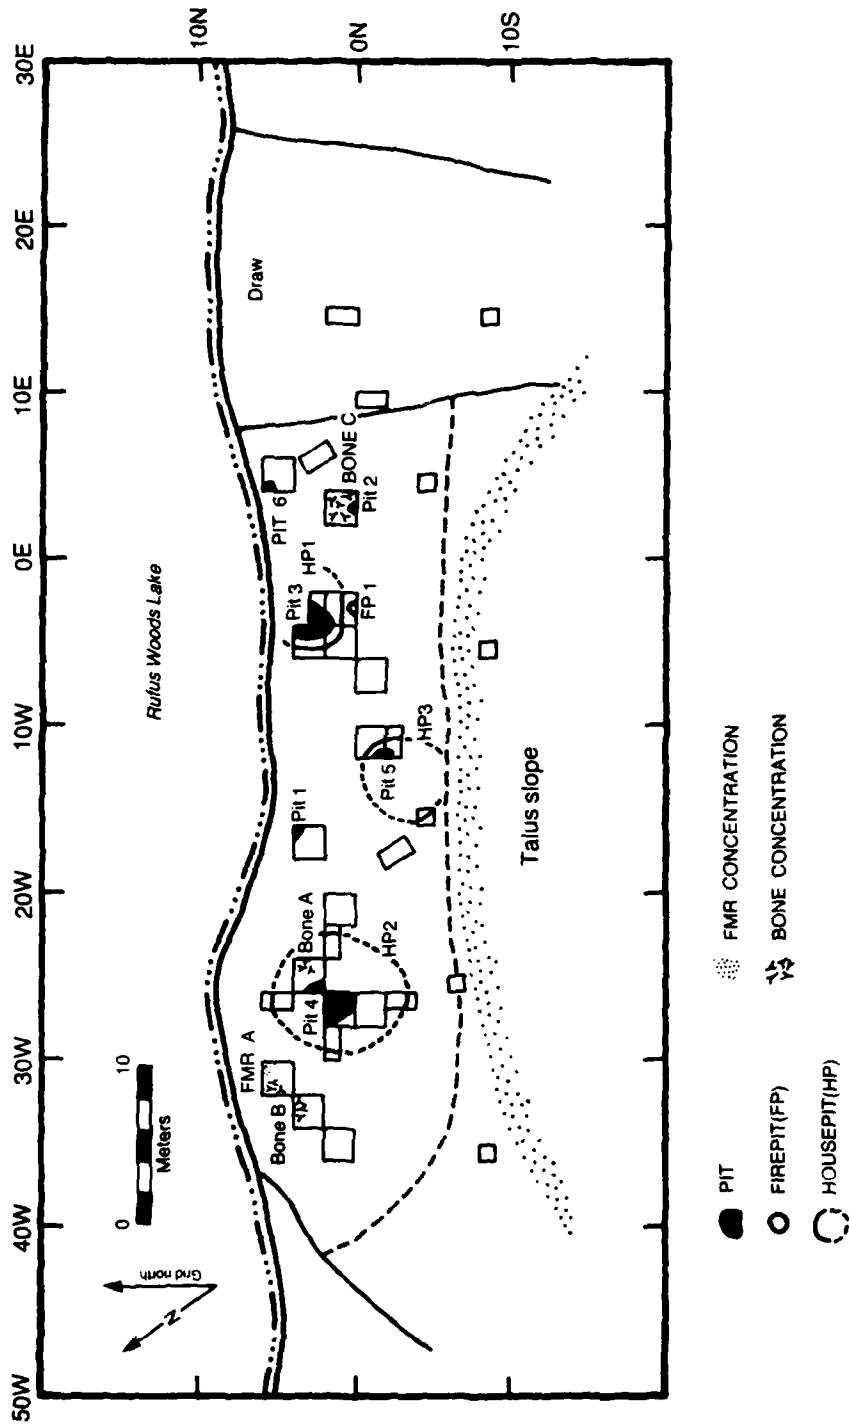 50W
40W
30W
20W
10W
0E
10E
20E
30E
10N
0N
10S
N
Grid north
0
10
Meters
Rufus Woods Lake
Draw
FMR A
Bone B
Pit 4
Bone A
HP2
Pit 1
Pit 5
HP3
Pit 3
HP1
FP 1
PIT 6
BONE C
Pit 2
Talus slope
PIT
FIREPIT(FP)
HOUSEPIT(HP)
FMR CONCENTRATION
BONE CONCENTRATION